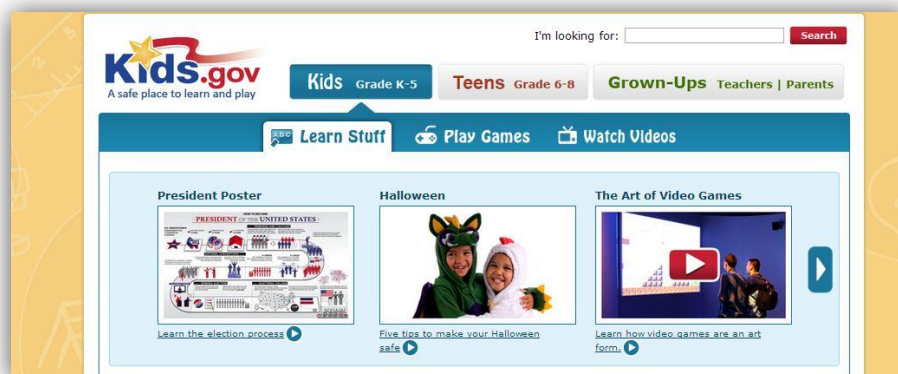 I'm looking for: Search
Kids.gov
A safe place to learn and play
Kids Grade K-5 Teens Grade 6-8 Grown-Ups Teachers | Parents
Learn Stuff Play Games Watch Videos
President Poster Halloween The Art of Video Games
PRESIDENT OF THE UNITED STATES
Learn the election process Five tips to make your Halloween Learn how video games are an art
safe form.